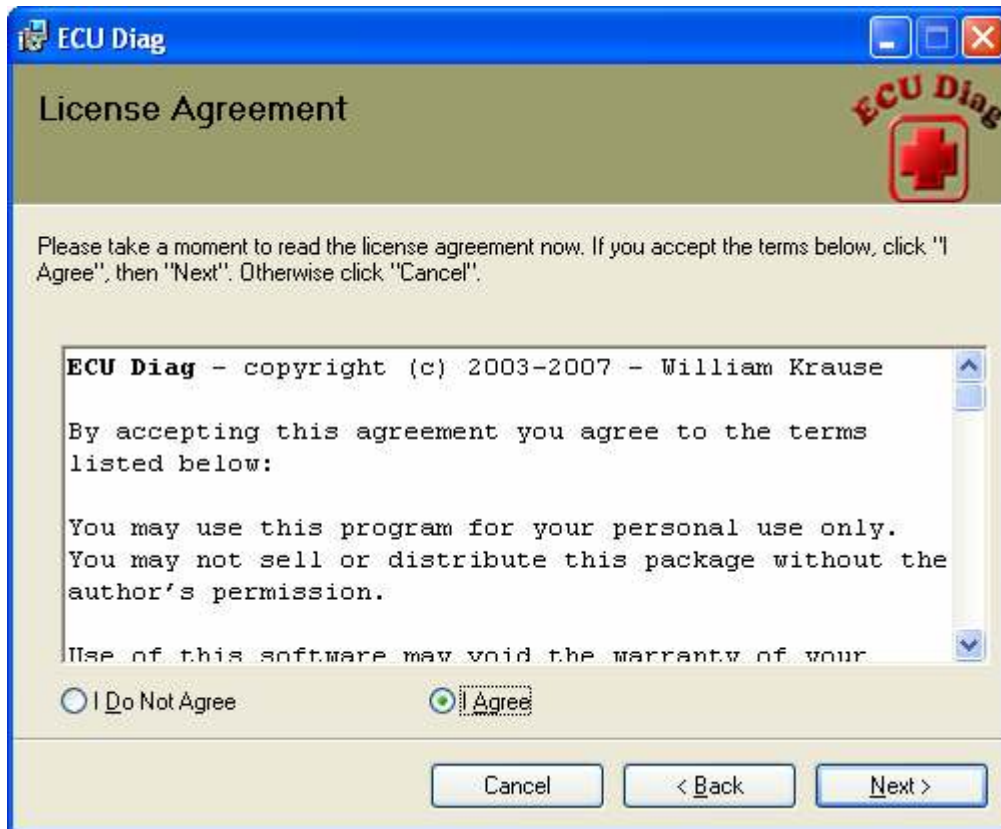 ECU Diag
License Agreement
ECU Diag
Please take a moment to read the license agreement now. If you accept the terms below, click "I
Agree", then "Next". Otherwise click "Cancel".
ECU Diag - copyright (c) 2003-2007 - William Krause
By accepting this agreement you agree to the terms
listed below:
You may use this program for your personal use only.
You may not sell or distribute this package without the
author's permission.
Use of this software may void the warranty of your
I Do Not Agree
I Agree
Cancel
< Back
Next >